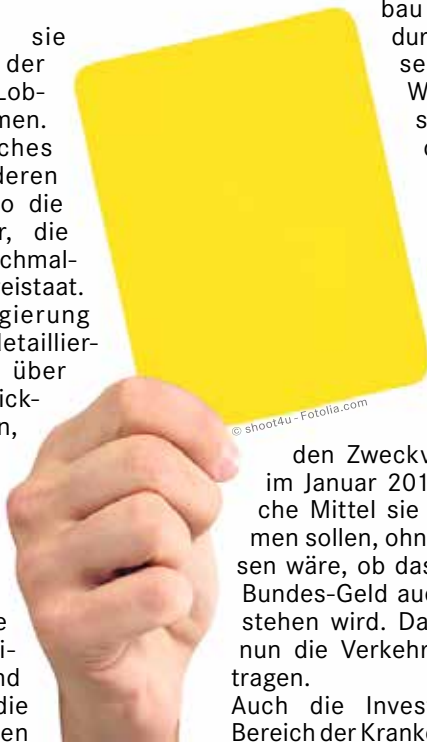 sie
der
Lob-
men.
ches
deren
o die
r, die
chmal-
eistaat.
gierung
detaillier-
über
ick-
n,
e
i-
nd
die
en
bau
dur
se
W
s
© shoot4u - Fotolia.com
den Zweckv
im Januar 201
che Mittel sie
men sollen, ohn
sen wäre, ob das
Bundes-Geld auc
stehen wird. Da
nun die Verkehr
tragen.
Auch die Inves
Bereich der Kranke